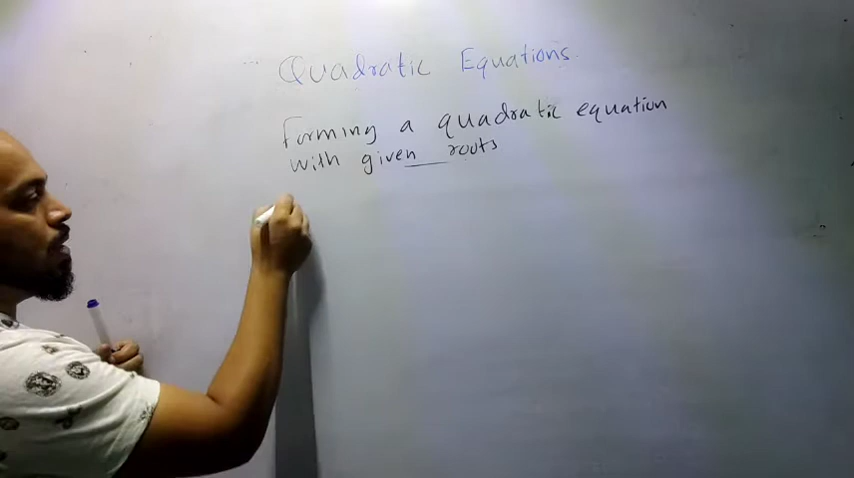 Quadratic Equations
Forming a quadratic equation
with given roots